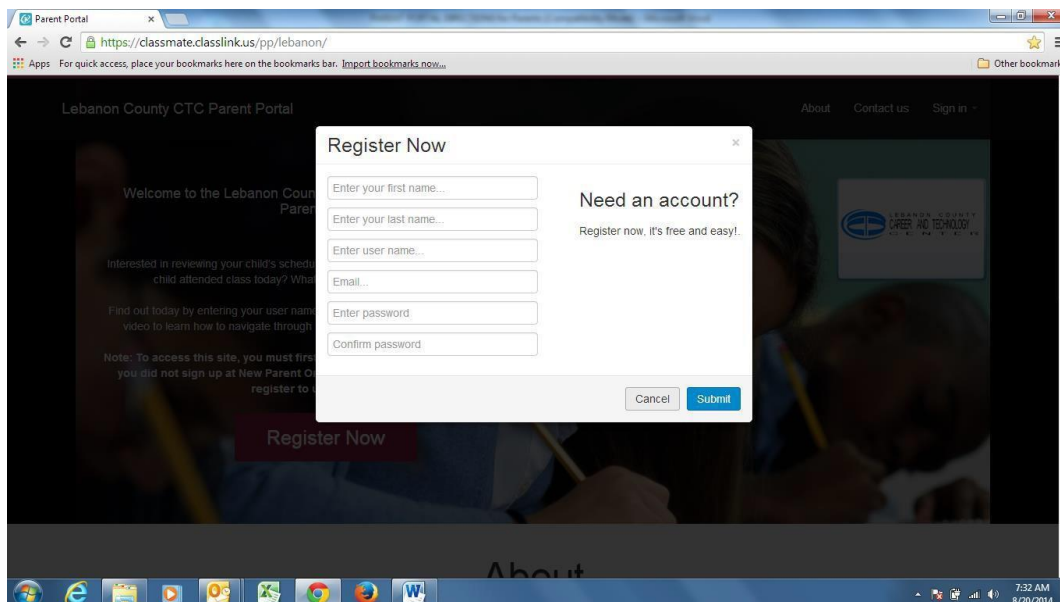 Parent Portal
https://classmate.classlink.us/pp/lebanon/
Apps For quick access, place your bookmarks here on the bookmarks bar. Import bookmarks now...
Other bookmark
Lebanon County CTC Parent Portal
About Contact us Sign in
Register Now
Enter your first name...
Enter your last name...
Enter user name...
Email...
Enter password
Confirm password
Need an account?
Register now, it's free and easy!.
Cancel Submit
Welcome to the Lebanon Coun
Paren
Interested in reviewing your child's schedu
child attended class today? What
Find out today by entering your user name
video to learn how to navigate through
Note: To access this site, you must first
you did not sign up at New Parent O
register to
Register Now
LEBANON COUNTY
CAREER AND TECHNOLOGY
CENTER
About
7:32 AM
8/20/2014